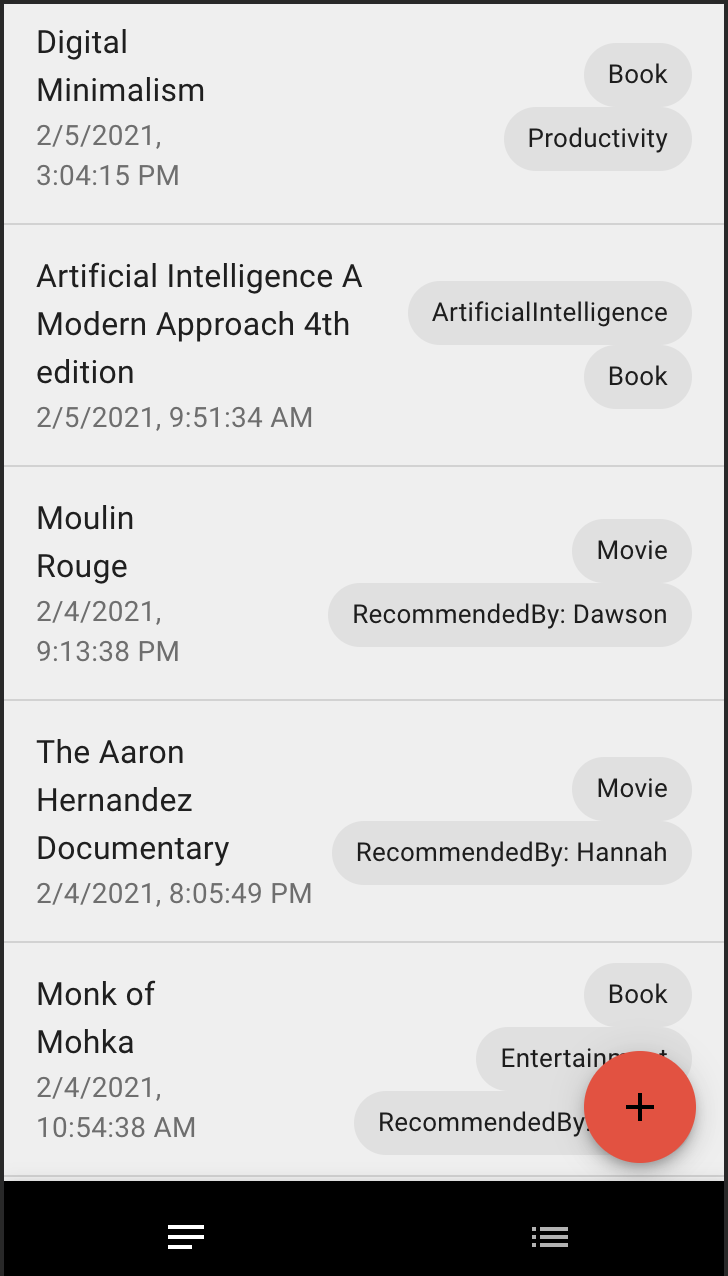 Digital
Minimalism
2/5/2021,
3:04:15 PM
Book
Productivity
Artificial Intelligence A
Modern Approach 4th
edition
2/5/2021, 9:51:34 AM
ArtificialIntelligence
Book
Moulin
Rouge
2/4/2021,
9:13:38 PM
Movie
RecommendedBy: Dawson
The Aaron
Hernandez
Documentary
2/4/2021, 8:05:49 PM
Movie
RecommendedBy: Hannah
Monk of
Mohka
2/4/2021,
10:54:38 AM
Book
RecommendedBy: